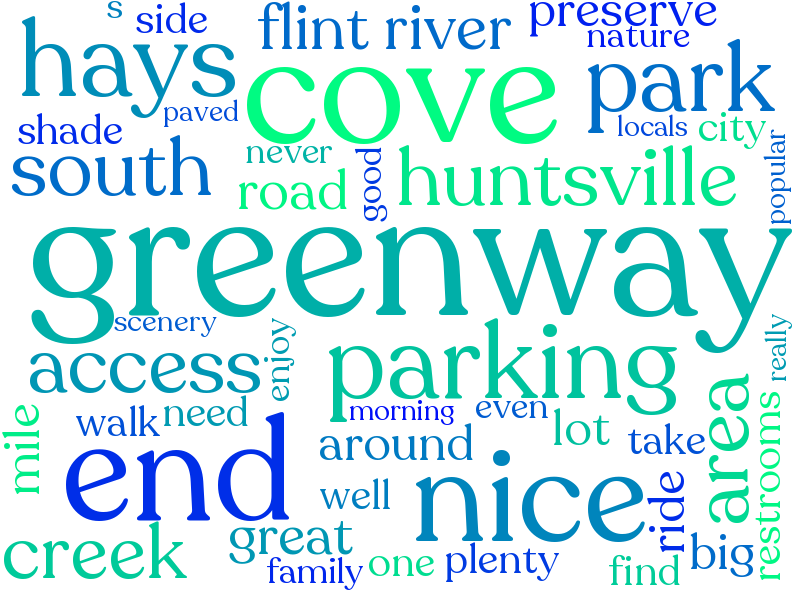 s
side
flint river
preserve
nature
hays
cove
park
paved
locals
city
shade
never
good
popular
south
road
huntsville
greenway
scenery
enjoy
really
access
parking
mile
walk
need
morning
even
lot
area
restrooms
end
around
nice
take
ride
well
creek
great
family
one
plenty
find
big